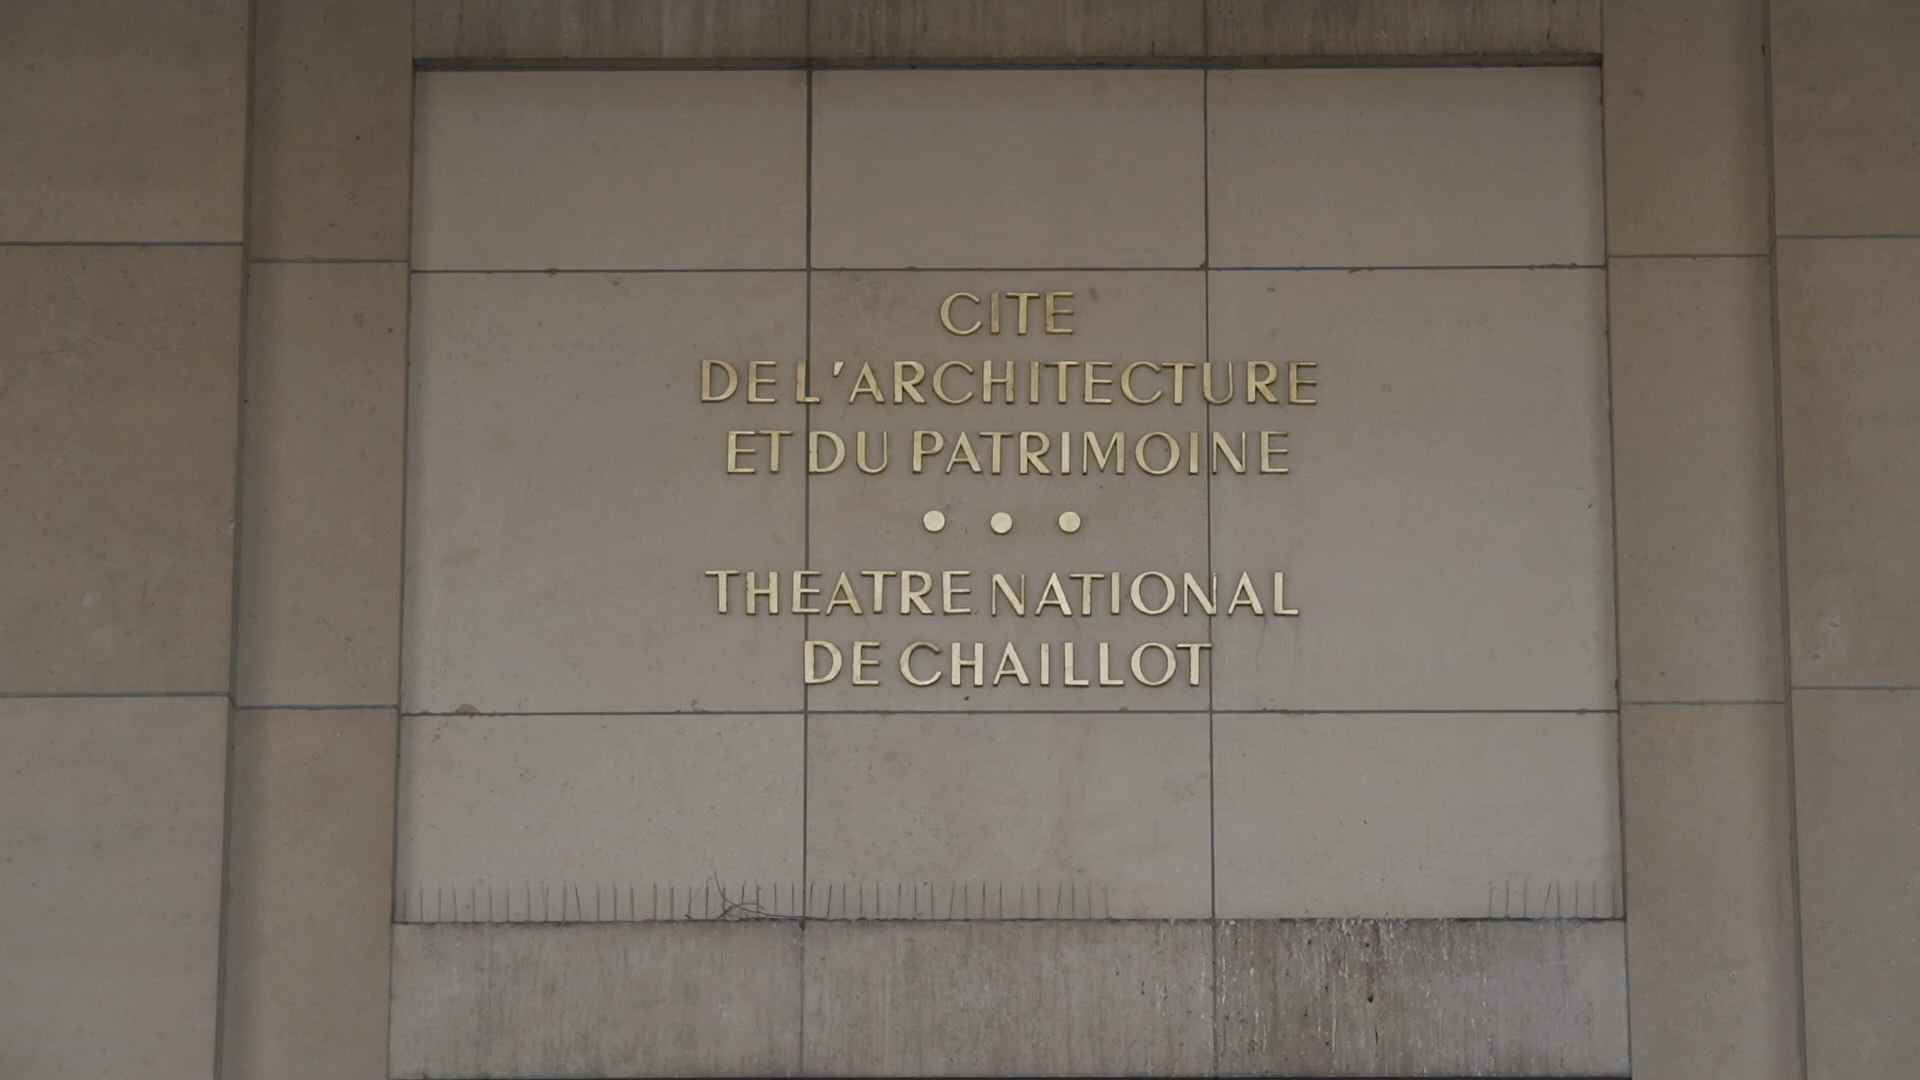 CITE
DE L'ARCHITECTURE
ET DU PATRIMOINE
• • •
THEATRE NATIONAL
DE CHAILLOT